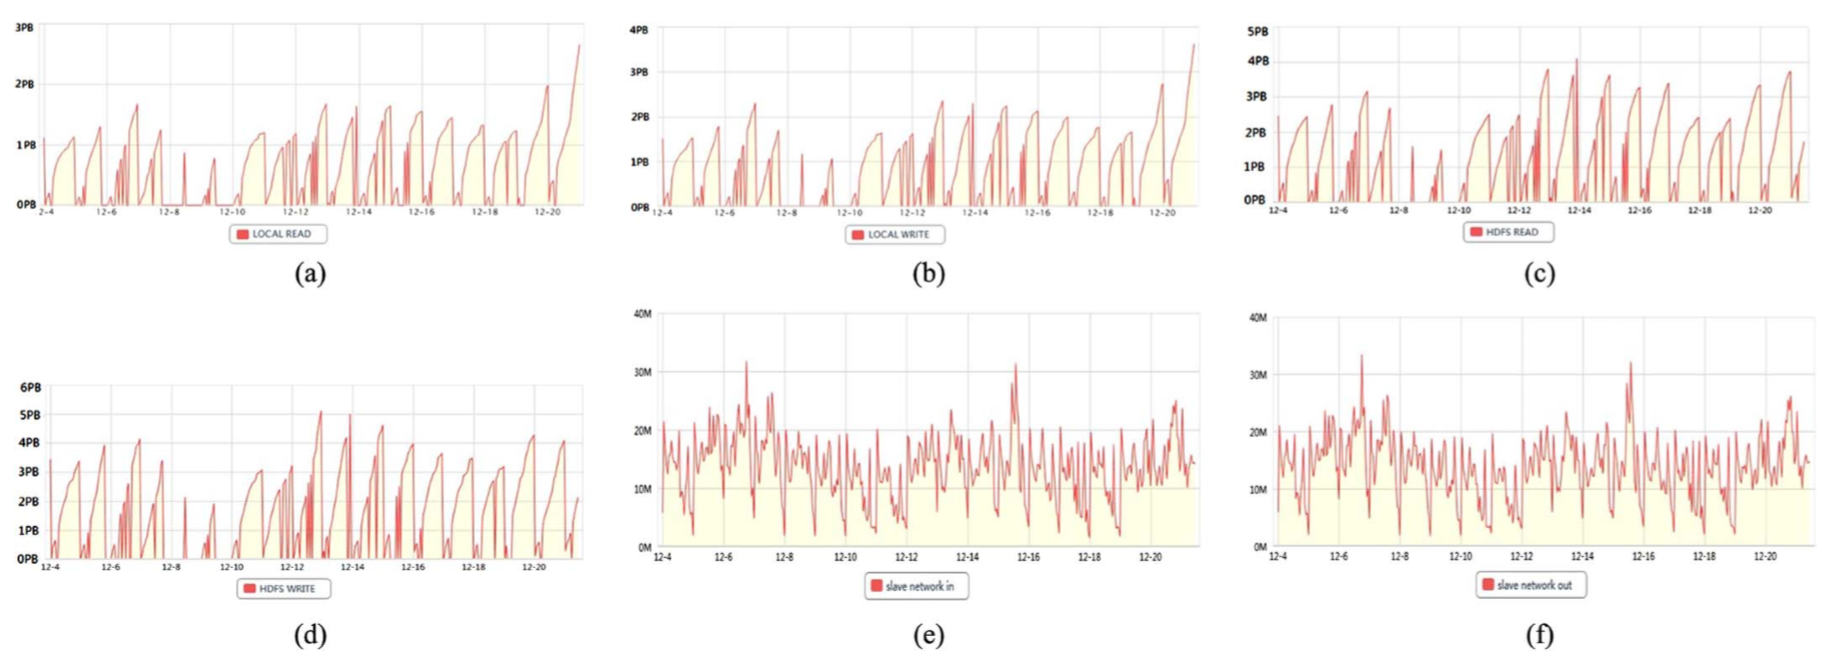 3PB
2PB
1PB
0PB
2-4 12-6 12-8 12-10 12-12 12-14 12-16 12-18 12-20
LOCAL READ
(a)
4PB
3PB
2PB
1PB
0PB
12-4 12-6 12-8 12-10 12-12 12-14 12-16 12-18 12-20
LOCAL WRITE
(b)
5PB
4PB
3PB
2PB
1PB
0PB
12-4 12-6 12-8 12-10 12-12 12-14 12-16 12-18 12-20
HDFS READ
(c)
6PB
5PB
4PB
3PB
2PB
1PB
0PB
12-4 12-6 12-8 12-10 12-12 12-14 12-16 12-18 12-20
HDFS WRITE
(d)
40M
30M
20M
10M
0M
12-4 12-6 12-8 12-10 12-12 12-14 12-16 12-18 12-20
slave network in
(e)
40M
30M
20M
10M
0M
12-4 12-6 12-8 12-10 12-12 12-14 12-16 12-18 12-20
slave network out
(f)